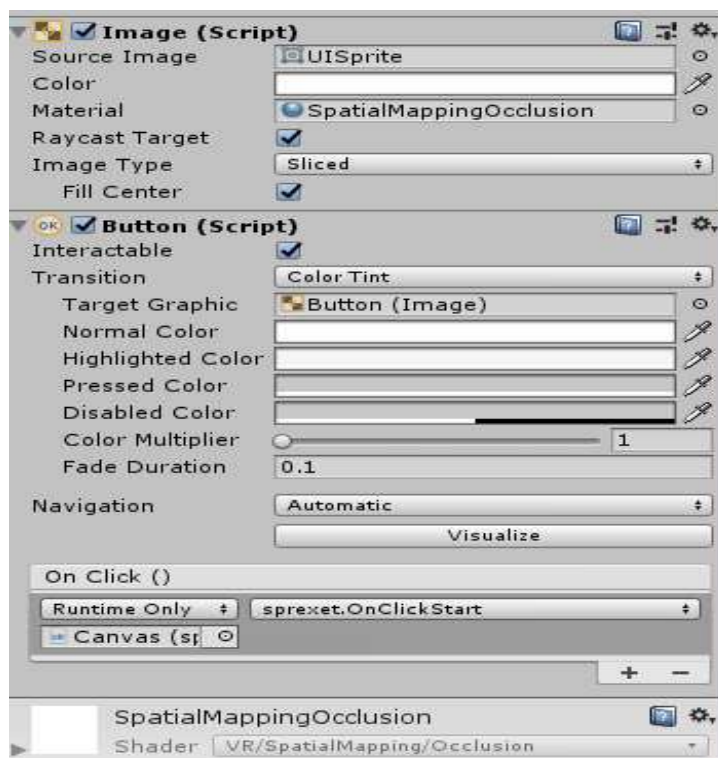 Image (Script)
Source Image UISprite
Color
Material SpatialMappingOcclusion
Raycast Target
Image Type Sliced
Fill Center
OK Button (Script)
Interactable
Transition Color Tint
Target Graphic Button (Image)
Normal Color
Highlighted Color
Pressed Color
Disabled Color
Color Multiplier 1
Fade Duration 0.1
Navigation Automatic
Visualize
On Click ()
Runtime Only sprexet.OnClickStart
Canvas (sp
+ −
SpatialMappingOcclusion
Shader VR/SpatialMapping/Occlusion